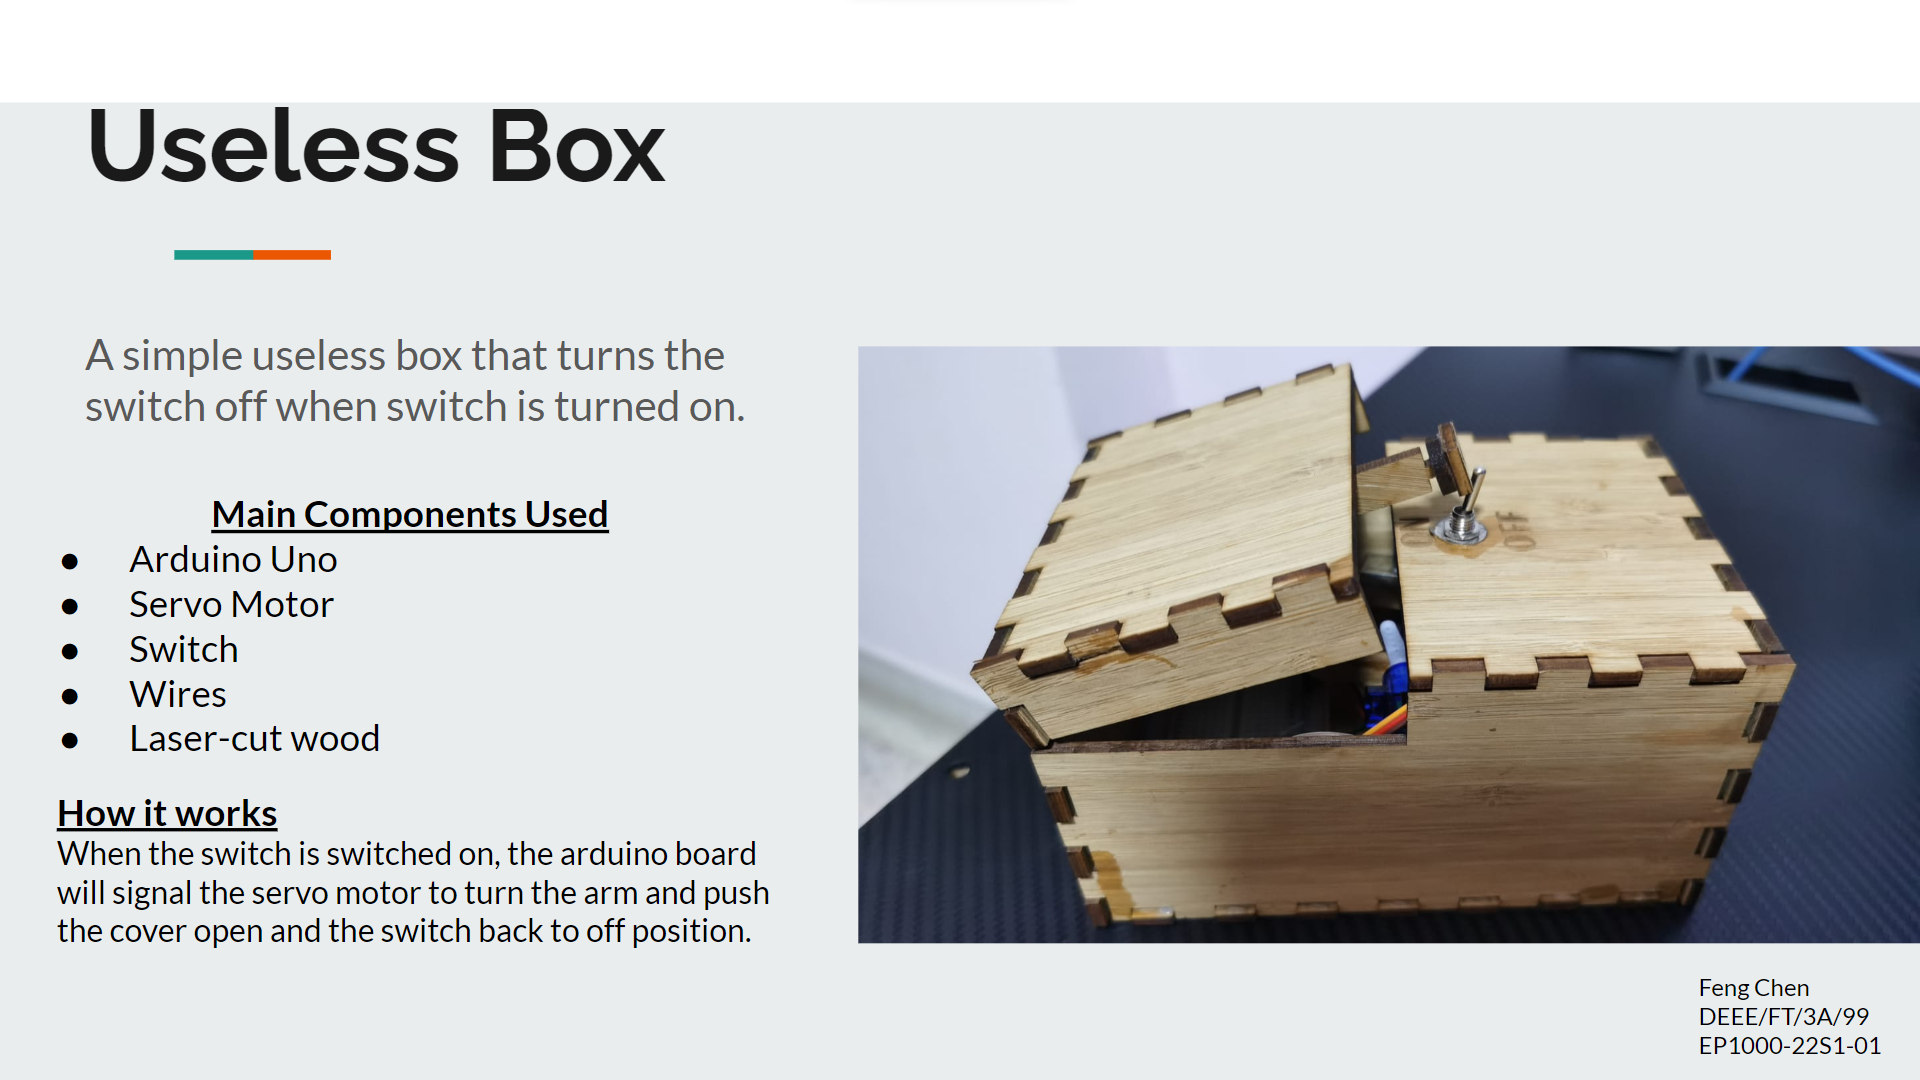 Useless Box
A simple useless box that turns the
switch off when switch is turned on.
Main Components Used
● Arduino Uno
● Servo Motor
● Switch
● Wires
● Laser-cut wood
How it works
When the switch is switched on, the arduino board
will signal the servo motor to turn the arm and push
the cover open and the switch back to off position.
OFF
Feng Chen
DEEE/FT/3A/99
EP1000-22S1-01